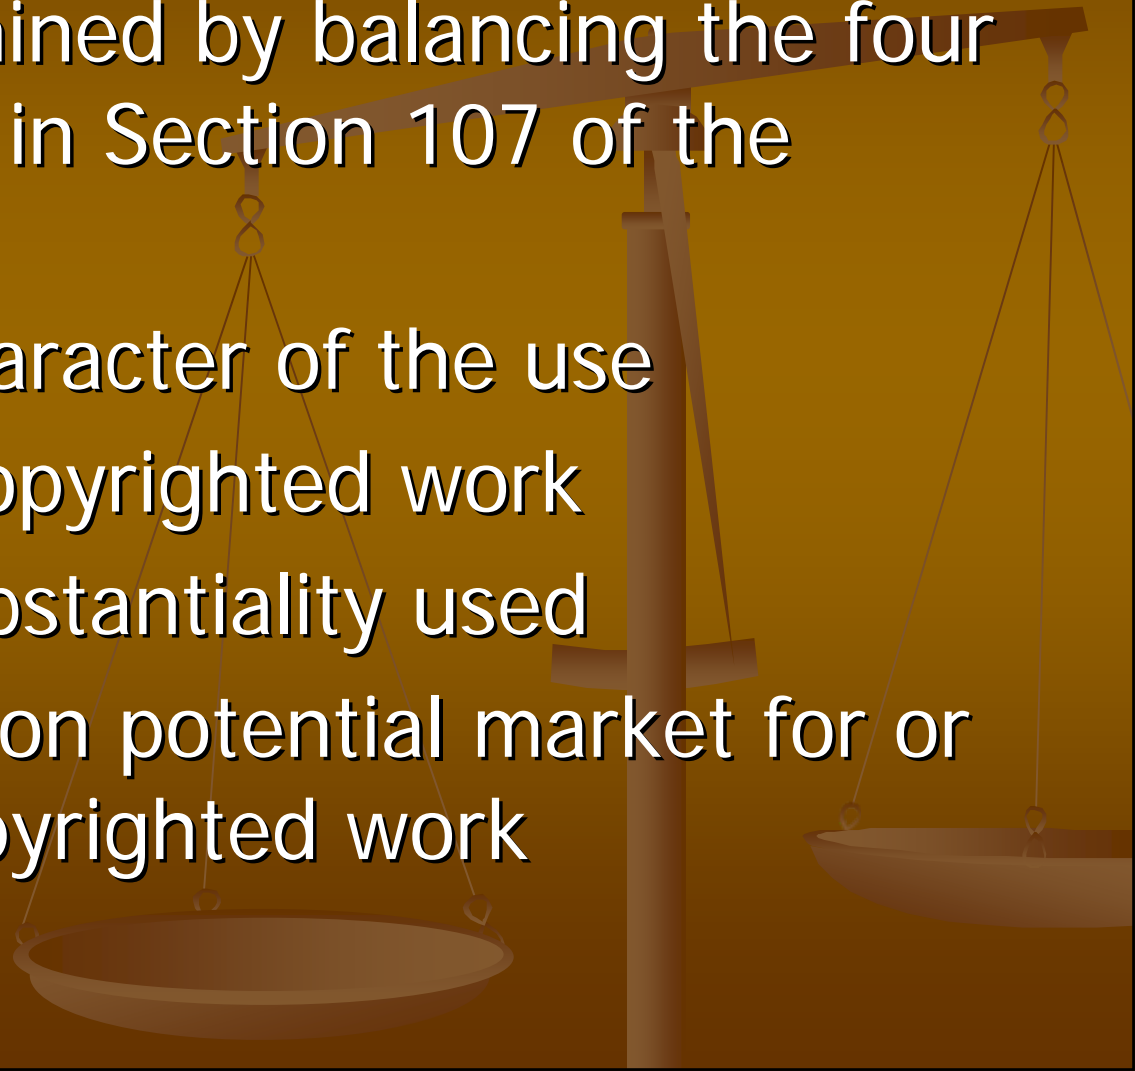 ained by balancing the four
in Section 107 of the
aracter of the use
opyrighted work
bstantiality used
on potential market for or
pyrighted work